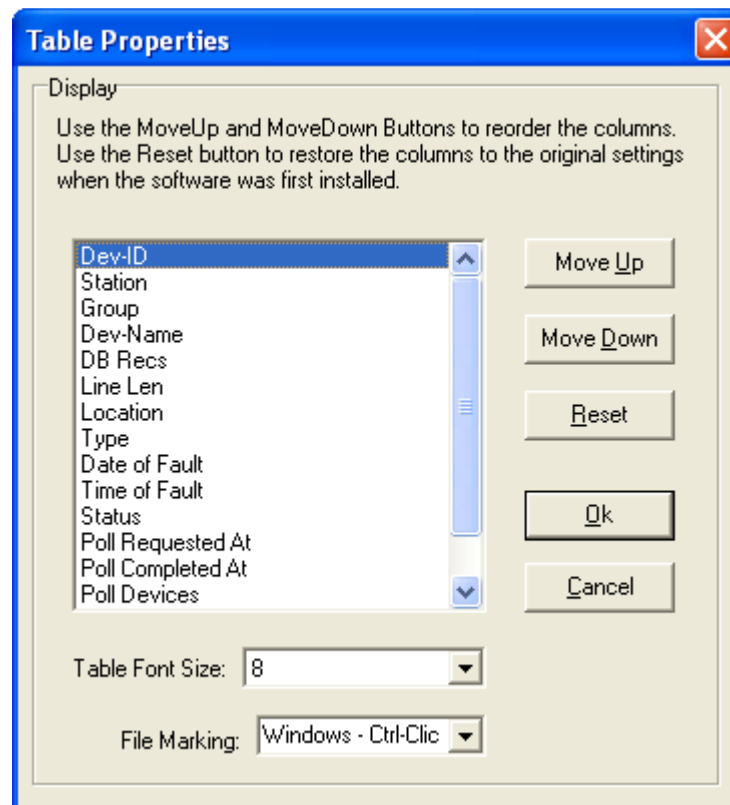 Table Properties
Display
Use the MoveUp and MoveDown Buttons to reorder the columns.
Use the Reset button to restore the columns to the original settings
when the software was first installed.
Dev-ID
Station
Group
Dev-Name
DB Recs
Line Len
Location
Type
Date of Fault
Time of Fault
Status
Poll Requested At
Poll Completed At
Poll Devices
Move Up
Move Down
Reset
Ok
Cancel
Table Font Size: 8
File Marking: Windows - Ctrl-Clic